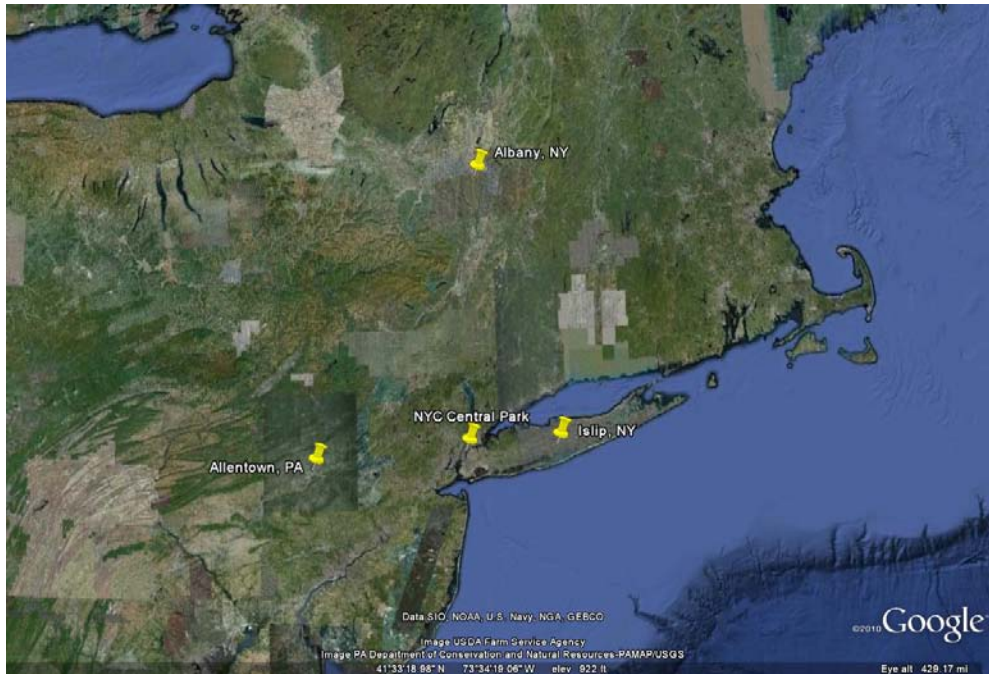 Albany, NY
NYC Central Park
Islip, NY
Allentown, PA
Data SIO, NOAA, U.S. Navy, NGA, GEBCO
©2010 Google
Image USDA Farm Service Agency
Image PA Department of Conservation and Natural Resources-PAMAP/USGS
41°33'18.98" N 73°34'19.06" W elev 922 ft Eye alt 429.17 mi